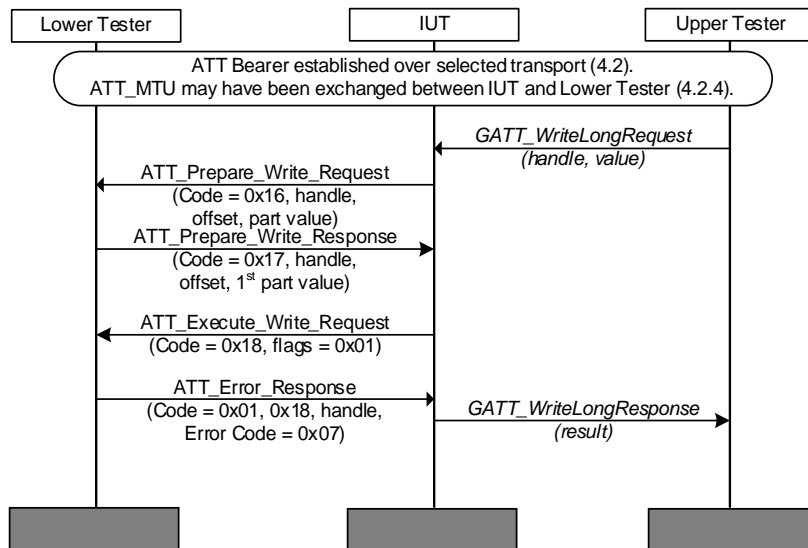 Lower Tester
IUT
Upper Tester
ATT Bearer established over selected transport (4.2).
ATT_MTU may have been exchanged between IUT and Lower Tester (4.2.4).
GATT_WriteLongRequest
(handle, value)
ATT_Prepare_Write_Request
(Code = 0x16, handle,
offset, part value)
ATT_Prepare_Write_Response
(Code = 0x17, handle,
offset, 1st part value)
ATT_Execute_Write_Request
(Code = 0x18, flags = 0x01)
ATT_Error_Response
(Code = 0x01, 0x18, handle,
Error Code = 0x07)
GATT_WriteLongResponse
(result)